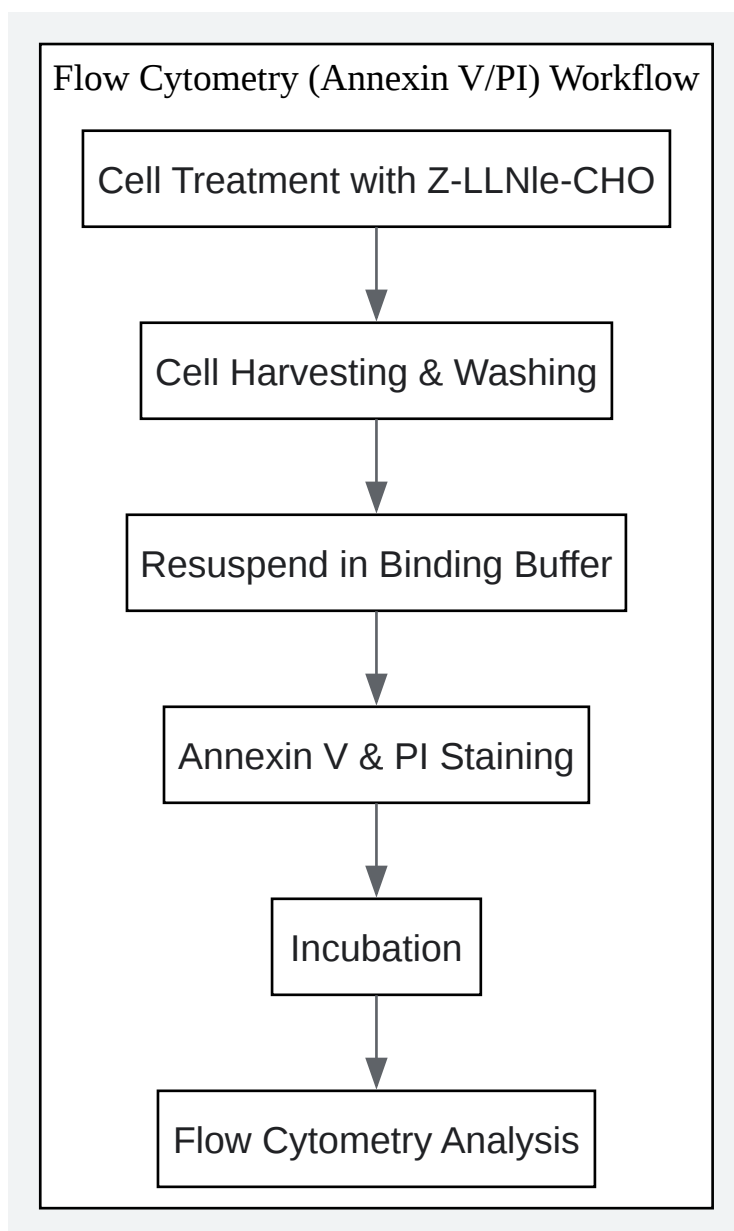 Flow Cytometry (Annexin V/PI) Workflow
Cell Treatment with Z-LLNle-CHO
Cell Harvesting & Washing
Resuspend in Binding Buffer
Annexin V & PI Staining
Incubation
Flow Cytometry Analysis